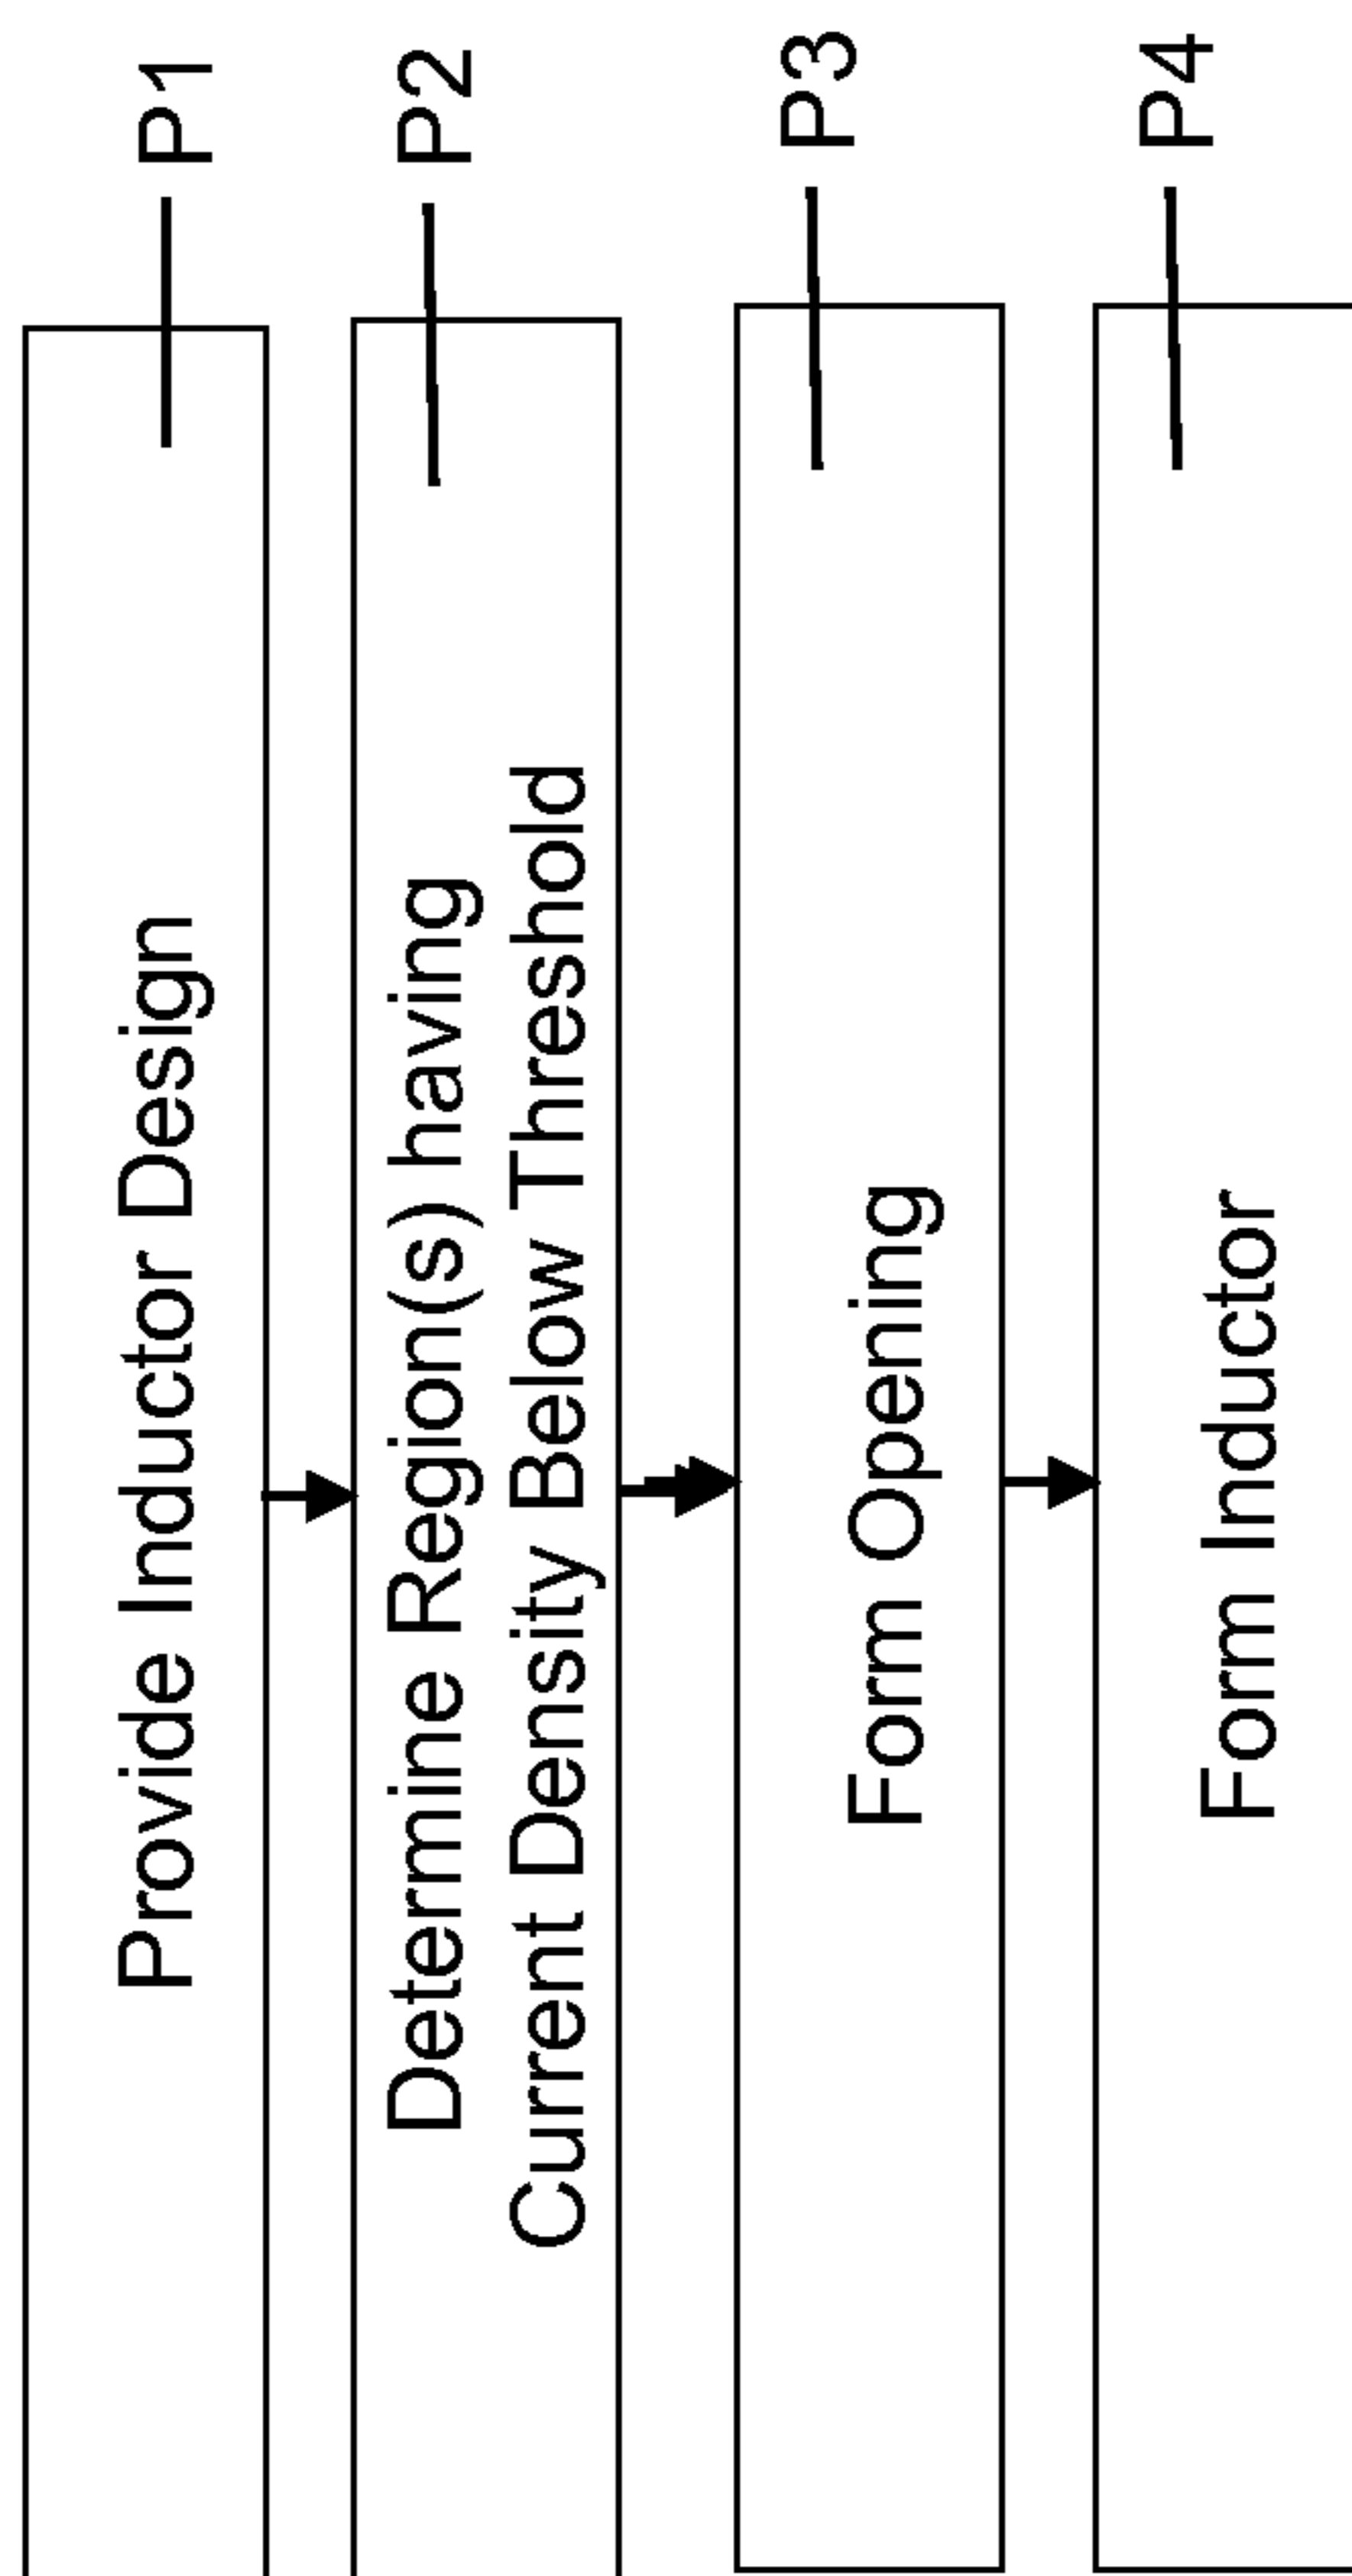 Provide Inductor Design
P1
Determine Region(s) having
Current Density Below Threshold
P2
Form Opening
P3
Form Inductor
P4